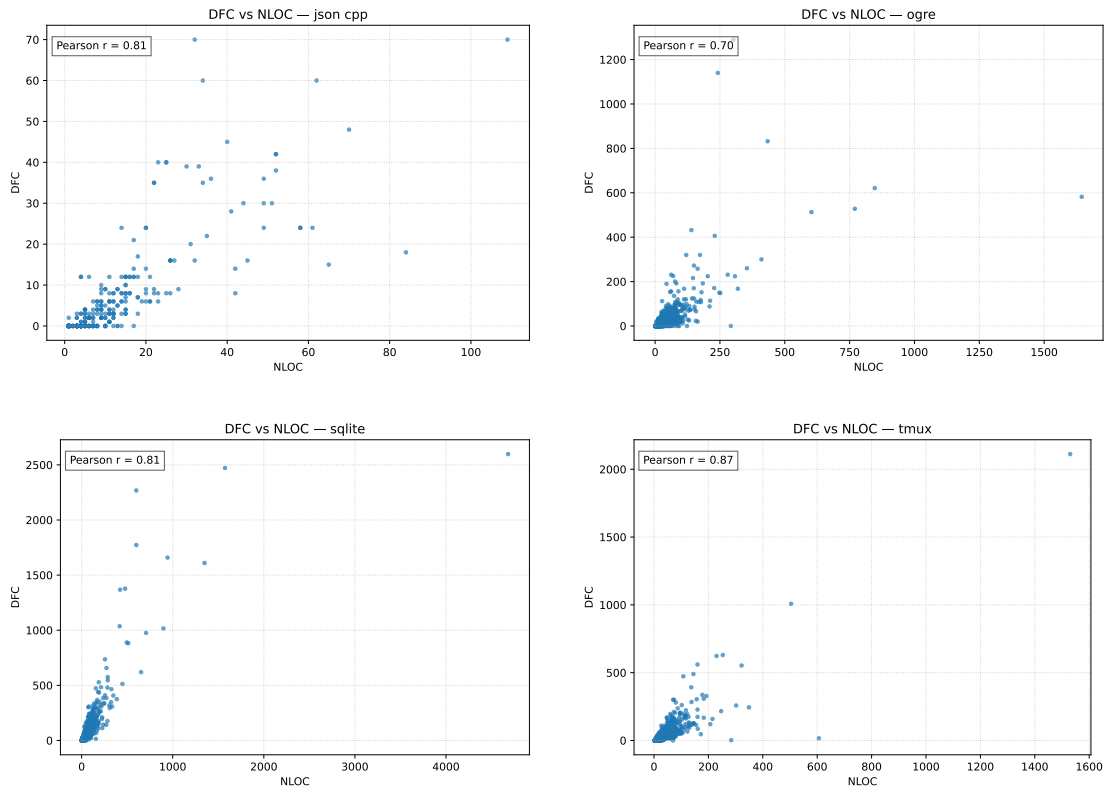 DFC vs NLOC — json cpp
Pearson r = 0.81
70
60
50
40
30
20
10
0
DFC
0 20 40 60 80 100
NLOC
DFC vs NLOC — ogre
Pearson r = 0.70
1200
1000
800
600
400
200
0
DFC
0 250 500 750 1000 1250 1500
NLOC
DFC vs NLOC — sqlite
Pearson r = 0.81
2500
2000
1500
1000
500
0
DFC
0 1000 2000 3000 4000
NLOC
DFC vs NLOC — tmux
Pearson r = 0.87
2000
1500
1000
500
0
DFC
0 200 400 600 800 1000 1200 1400 1600
NLOC